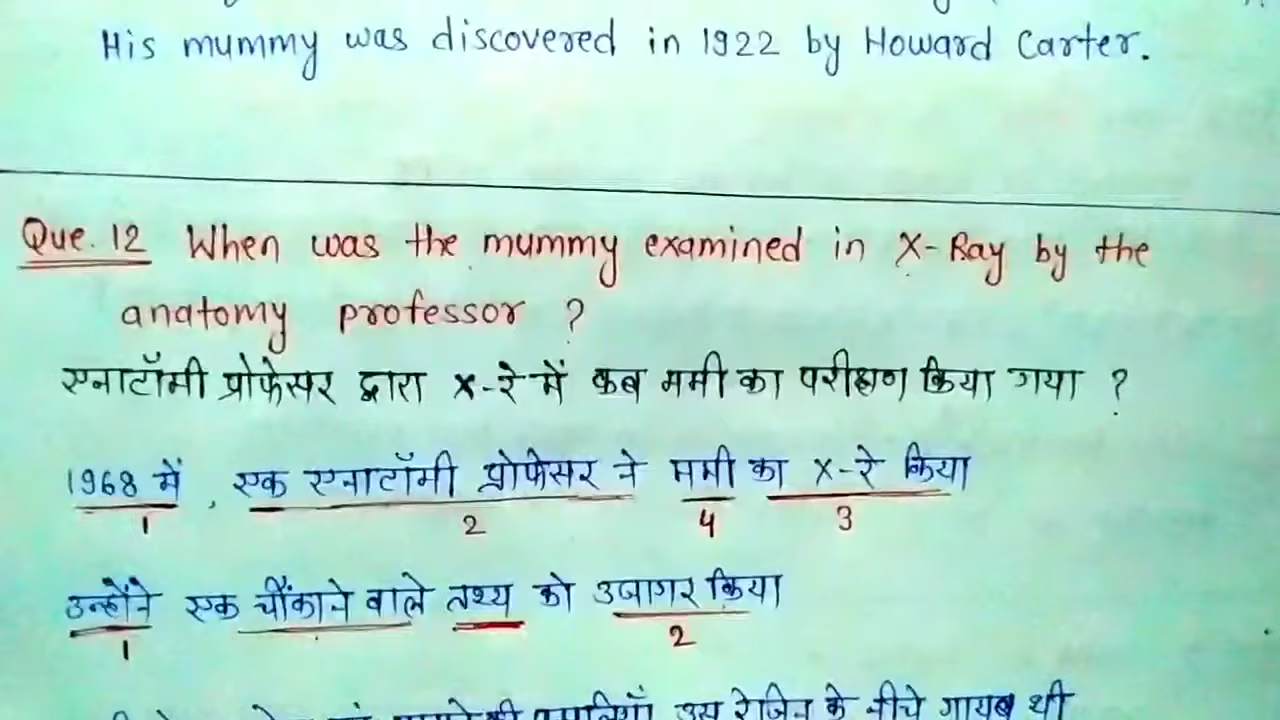 His mummy was discovered in 1922 by Howard Carter.
Que. 12 When was the mummy examined in X-Ray by the
anatomy professor ?
एनाटॉमी प्रोफेसर द्वारा X-रे में कब ममी का परीक्षण किया गया ?
1968 में , एक एनाटॉमी प्रोफेसर ने ममी का X-रे किया
1 2 4 3
उन्होंने एक चौंकाने वाले तथ्य को उजागर किया
1 2
उस रेजिन के नीचे गायब थी